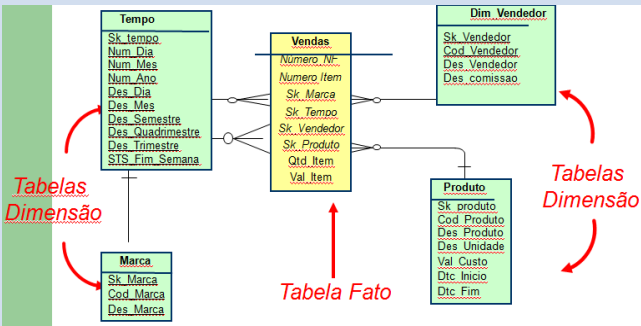 Tempo
Sk_tempo
Num_Dia
Num_Mes
Num_Ano
Des_Dia
Des_Mes
Des_Semestre
Des_Quadrimestre
Des_Trimestre
STS_Fim_Semana
Vendas
Número_NF
Numero Item
Sk_Marca
Sk_Tempo
Sk_Vendedor
Sk_Produto
Qtd_Item
Val_Item
Dim_Vendedor
Sk_Vendedor
Cod_Vendedor
Des_Vendedor
Des_comissao
Tabelas
Dimensão
Tabelas
Dimensão
Produto
Sk_produto
Cod_Produto
Des_Produto
Des_Unidade
Val_Custo
Dtc_Inicio
Dtc_Fim
Marca
Sk_Marca
Cod_Marca
Des_Marca
Tabela Fato